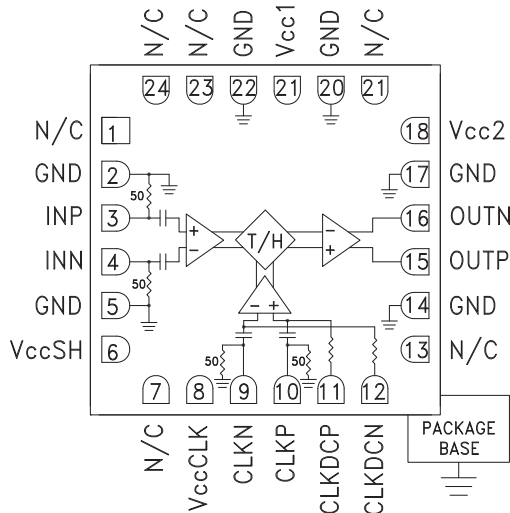 N/C
N/C
GND
Vcc1
GND
N/C
24
23
22
21
20
21
N/C 1
18 Vcc2
GND 2
17 GND
50
INP 3
16 OUTN
+
−
−
+
T/H
INN 4
15 OUTP
50
− +
GND 5
14 GND
VccSH 6
13 N/C
50
50
7
8
9
10
11
12
N/C
VccCLK
CLKN
CLKP
CLKDCP
CLKDCN
PACKAGE
BASE